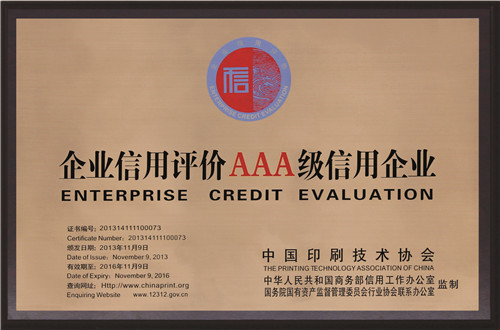 信
ENTERPRISE CREDIT EVALUATION
企业信用评价AAA级信用企业
ENTERPRISE CREDIT EVALUATION
证书编号:201314111100073
Certificate Number: 201314111100073
颁发日期:2013年11月9日
Date of Issue: November 9, 2013
有效期至:2016年11月9日
Date of Expiry: November 9, 2016
查询网址:Http://www.chinaprint.org
Enquiring Website www.12312.gov.cn
中国印刷技术协会
THE PRINTING TECHNOLOGY ASSOCIATION OF CHINA
中华人民共和国商务部信用工作办公室
国务院国有资产监督管理委员会行业协会联系办公室
监制